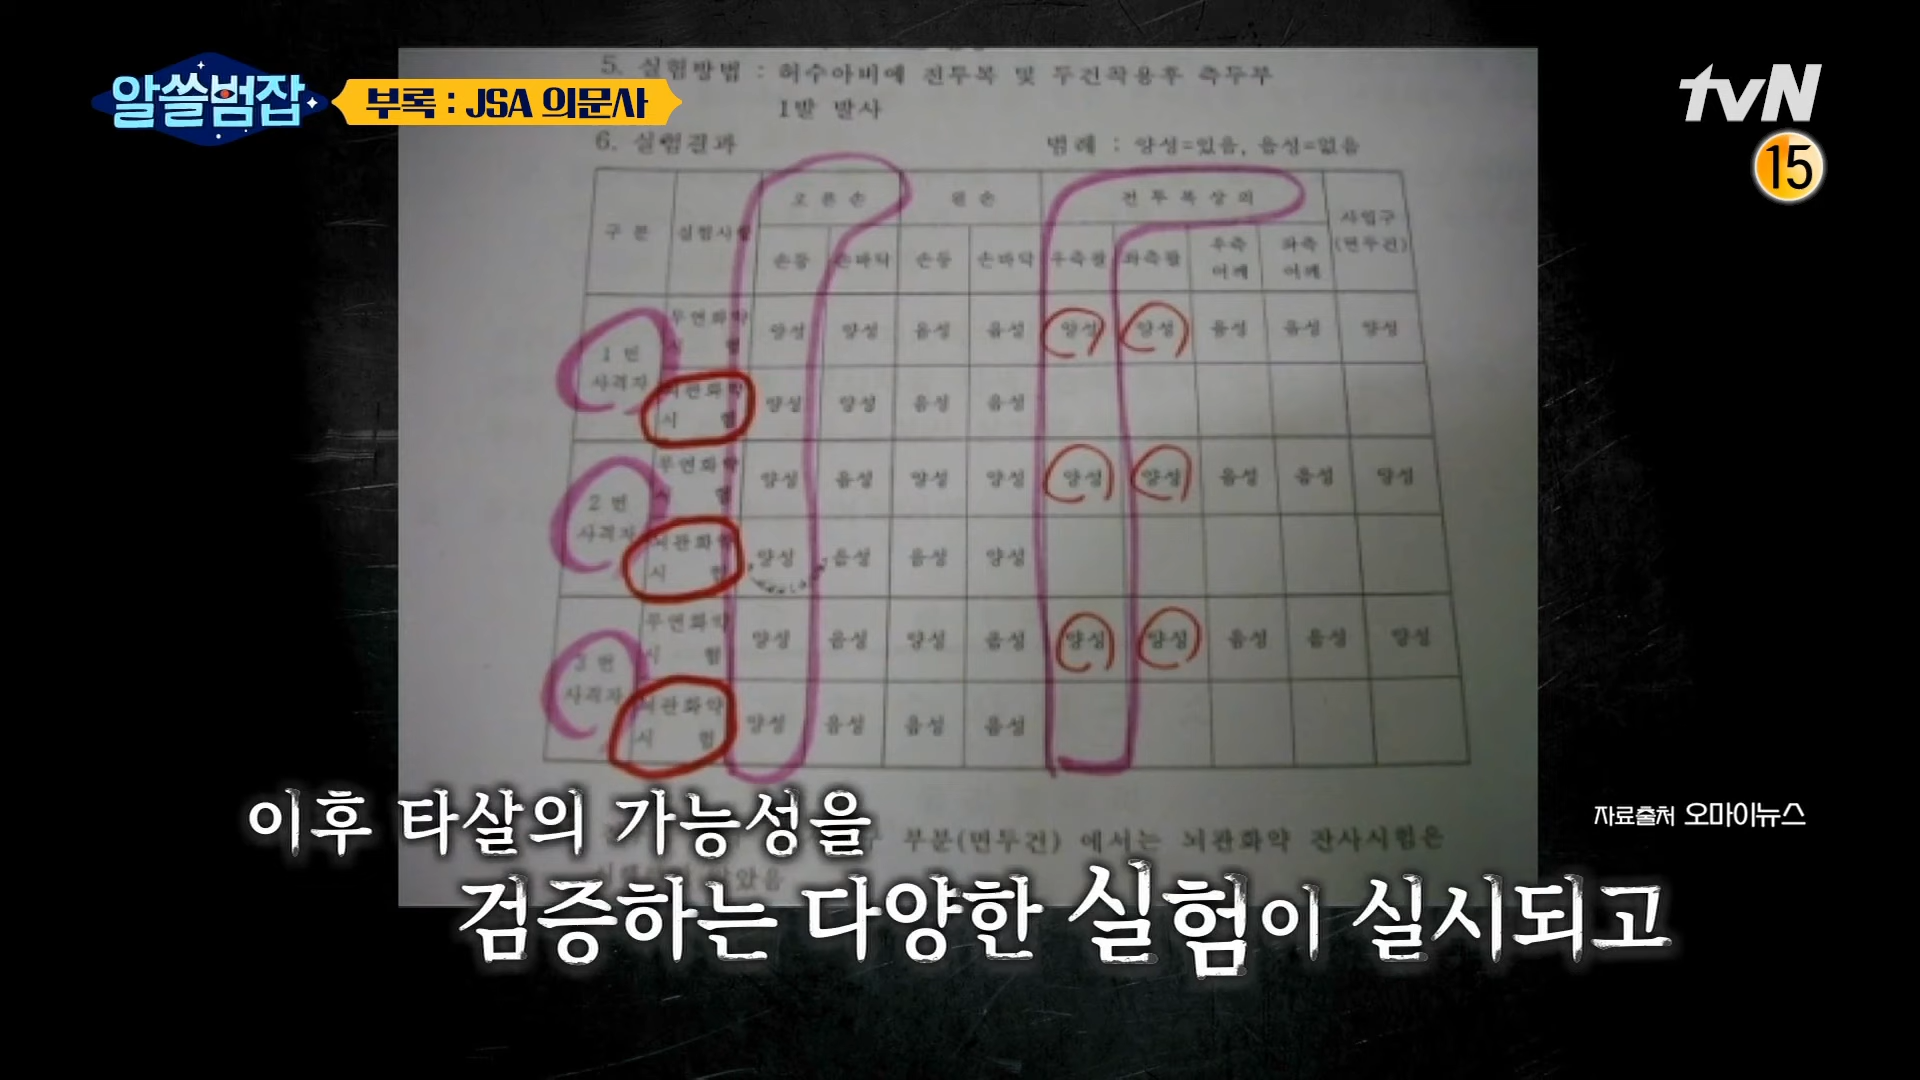 알쓸범잡
부록 : JSA 의문사
tvN
15
5. 실험방법 : 허수아비에 전투복 및 두건착용후 측두부
1발 발사
6. 실험결과
범례 : 양성=있음, 음성=없음
구 분 실험사항 오 른 손 왼 손 전 투 복 상 의 사입구
(면두건)
손등 손바닥 손등 손바닥 우측팔 좌측팔 우측 어깨 좌측 어깨
1 번 사격자 무연화약 시 험 양성 양성 음성 음성 양성 양성 음성 음성 양성
뇌관화약 시 험 양성 양성 음성 음성
2 번 사격자 무연화약 시 험 양성 음성 양성 양성 양성 양성 음성 음성 양성
뇌관화약 시 험 양성 음성 음성 양성
3 번 사격자 무연화약 시 험 양성 음성 양성 음성 양성 양성 음성 음성 양성
뇌관화약 시 험 양성 음성 음성 음성
부분(면두건) 에서는 뇌관화약 잔사시험은
이후 타살의 가능성을
검증하는 다양한 실험이 실시되고
자료출처 오마이뉴스